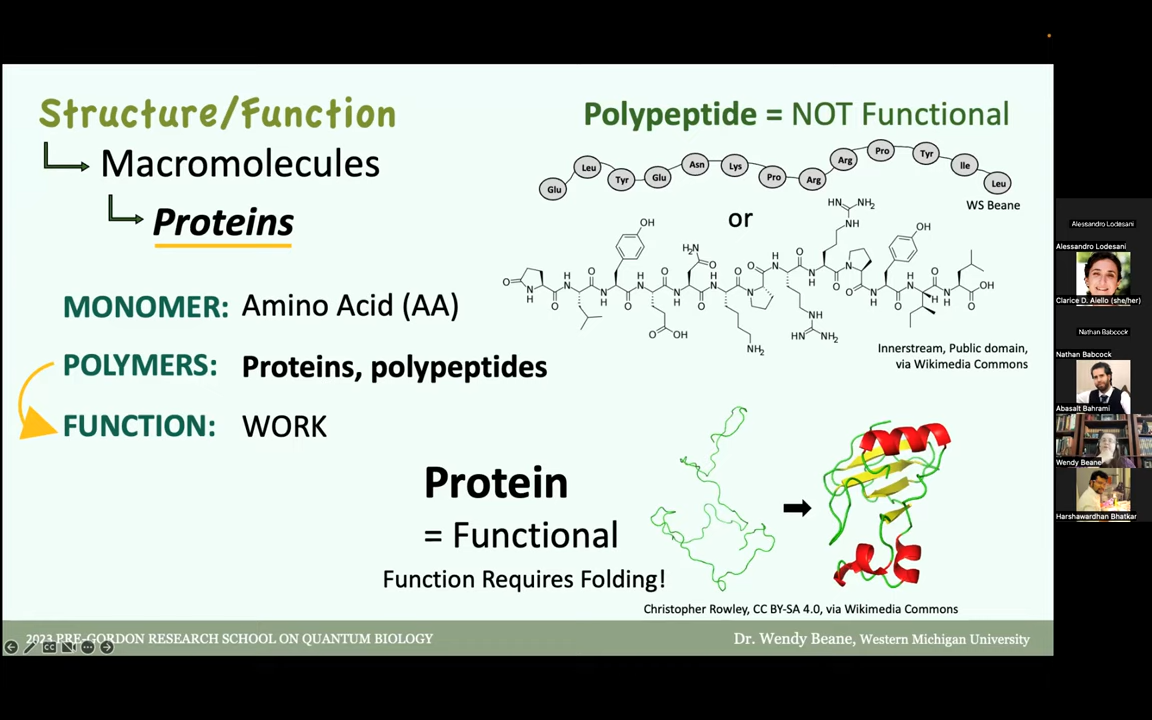 Structure/Function
Macromolecules
Proteins
MONOMER: Amino Acid (AA)
POLYMERS: Proteins, polypeptides
FUNCTION: WORK
Polypeptide = NOT Functional
Glu Leu Tyr Glu Asn Lys Pro Arg Arg Pro Tyr Ile Leu
WS Beane
or
Innerstream, Public domain,
via Wikimedia Commons
Protein
= Functional
Function Requires Folding!
Christopher Rowley, CC BY-SA 4.0, via Wikimedia Commons
2023 PRE-GORDON RESEARCH SCHOOL ON QUANTUM BIOLOGY
Dr. Wendy Beane, Western Michigan University
Alessandro Lodesani
Alessandro Lodesani
Clarice D. Aiello (she/her)
Nathan Babcock
Nathan Babcock
Abasalt Bahrami
Wendy Beane
Harshawardhan Bhatkar